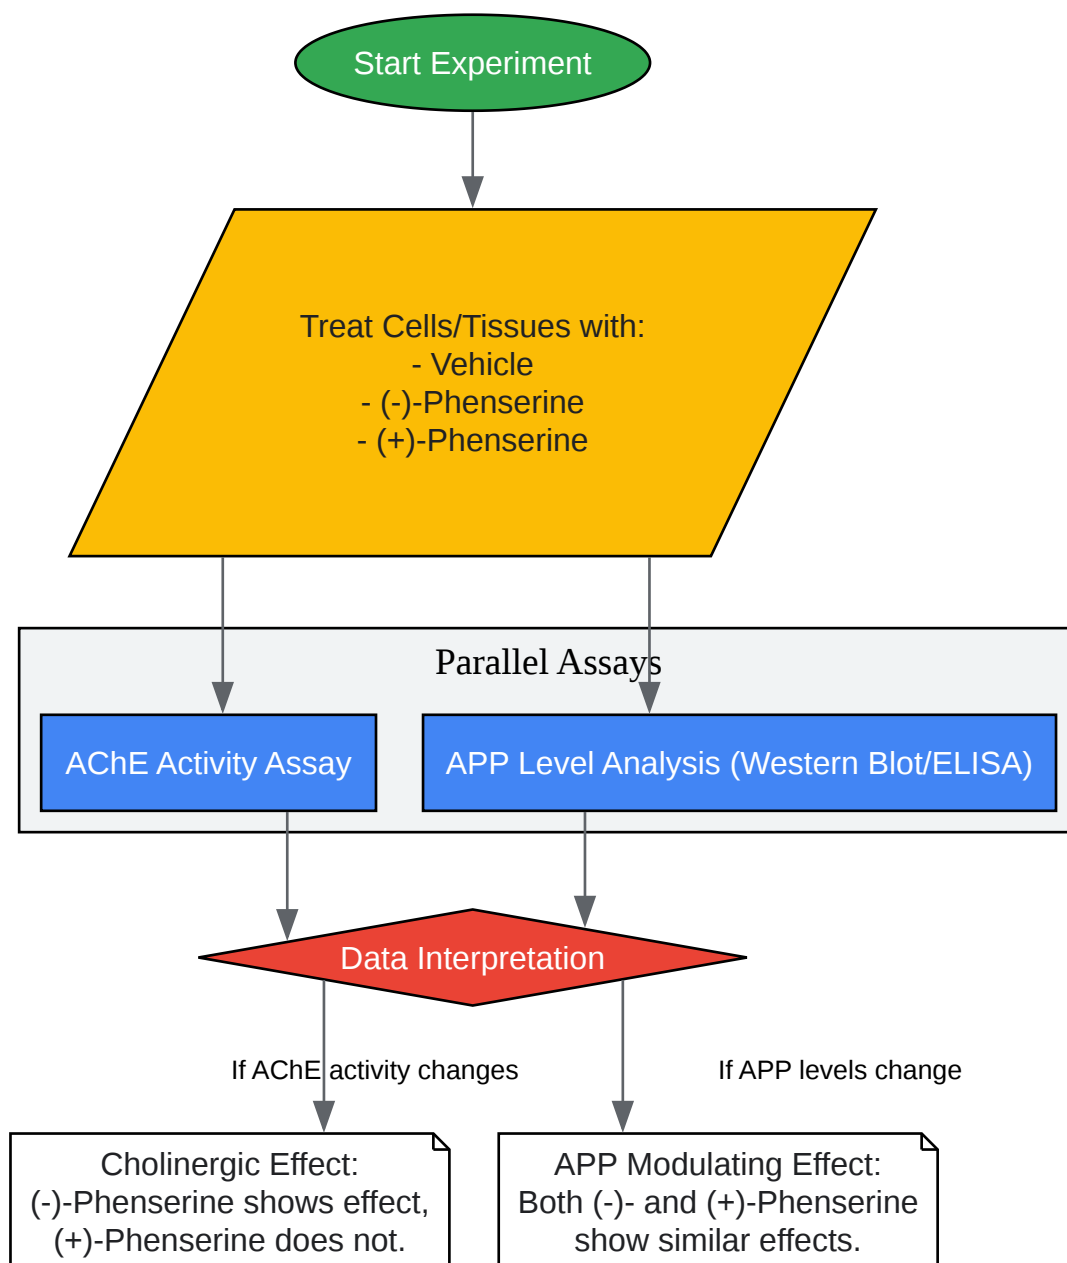 Start Experiment
Treat Cells/Tissues with:
- Vehicle
- (-)-Phenserine
- (+)-Phenserine
Parallel Assays
AChE Activity Assay
APP Level Analysis (Western Blot/ELISA)
Data Interpretation
If AChE activity changes
If APP levels change
Cholinergic Effect:
(-)-Phenserine shows effect,
(+)-Phenserine does not.
APP Modulating Effect:
Both (-)- and (+)-Phenserine
show similar effects.